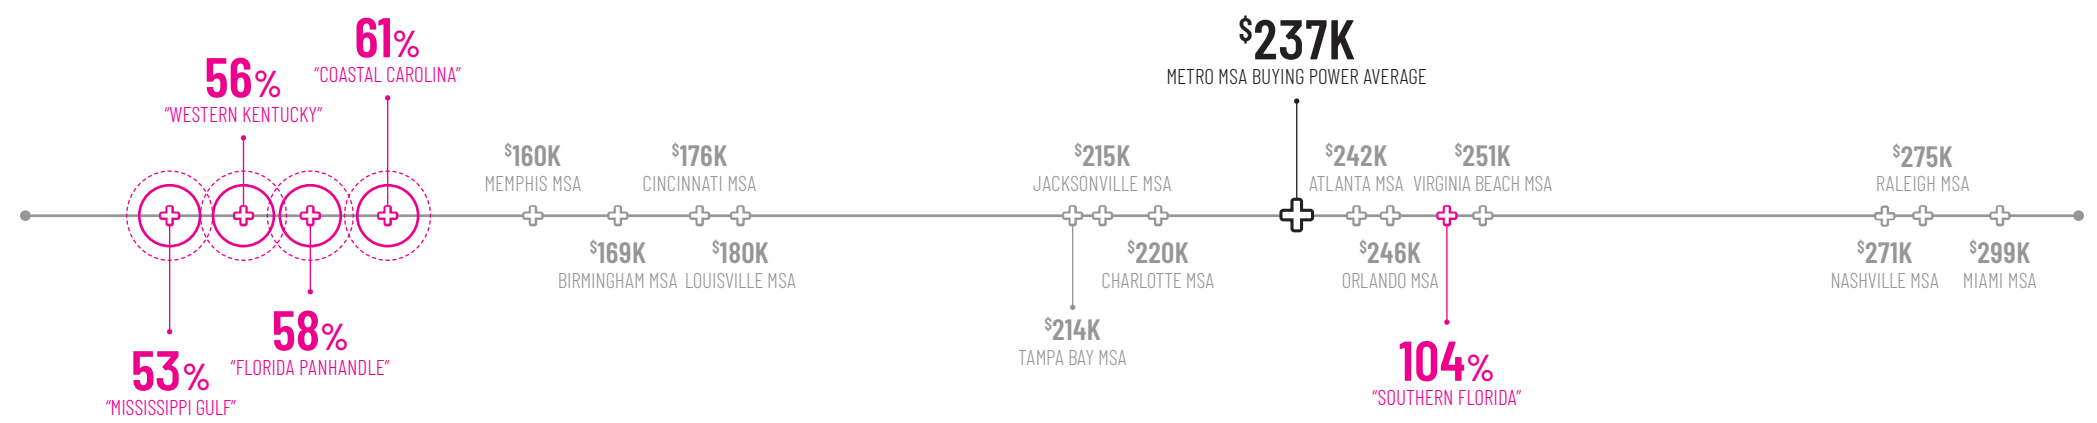 61%
"COASTAL CAROLINA"
56%
"WESTERN KENTUCKY"
$237K
METRO MSA BUYING POWER AVERAGE
$160K
MEMPHIS MSA
$176K
CINCINNATI MSA
$215K
JACKSONVILLE MSA
$242K
ATLANTA MSA
$251K
VIRGINIA BEACH MSA
$275K
RALEIGH MSA
$169K
BIRMINGHAM MSA
$180K
LOUISVILLE MSA
$220K
CHARLOTTE MSA
$246K
ORLANDO MSA
$271K
NASHVILLE MSA
$299K
MIAMI MSA
58%
"FLORIDA PANHANDLE"
$214K
TAMPA BAY MSA
53%
"MISSISSIPPI GULF"
104%
"SOUTHERN FLORIDA"